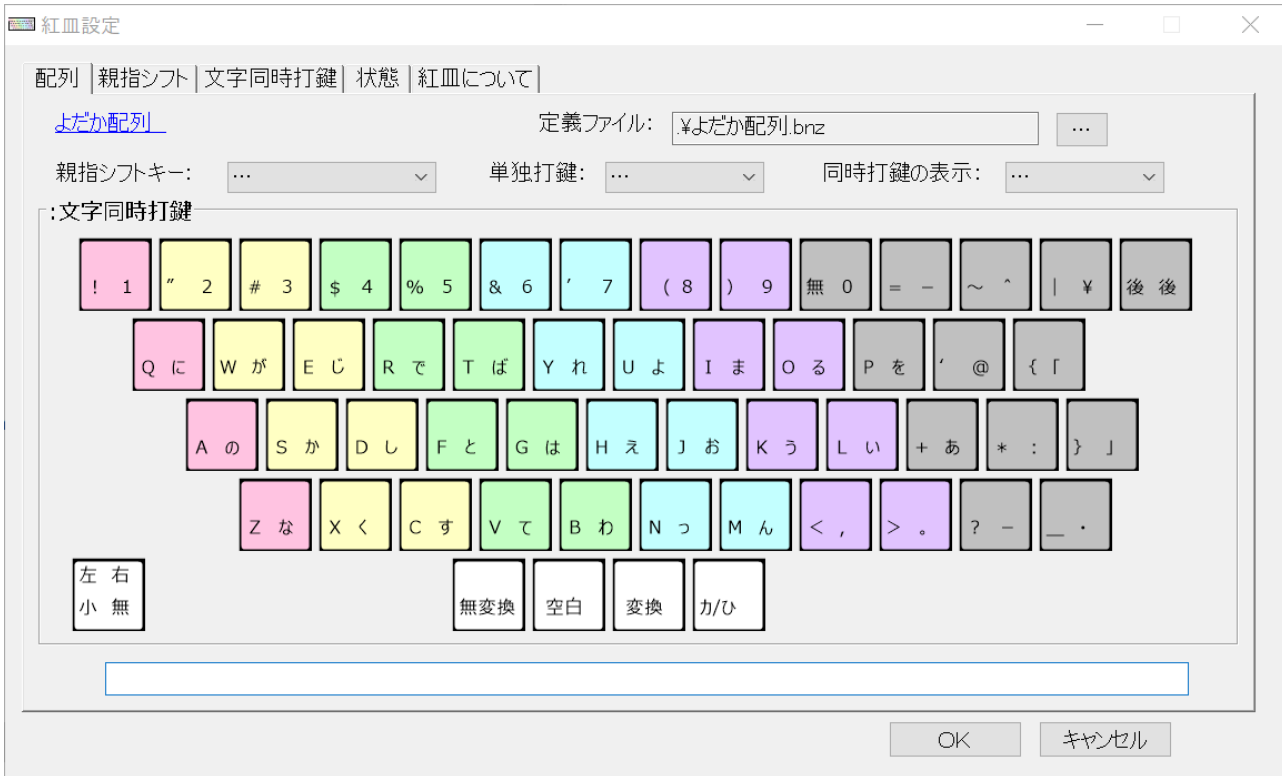 紅皿設定
配列 親指シフト 文字同時打鍵 状態 紅皿について
よだか配列 定義ファイル: .¥よだか配列.bnz ...
親指シフトキー: ... 単独打鍵: ... 同時打鍵の表示: ...
:文字同時打鍵
! 1 ″ 2 # 3 $ 4 % 5 & 6 ′ 7 ( 8 ) 9 無 0 = − ～ ＾ | ¥ 後 後
Q に W が E じ R で T ば Y れ U よ I ま O る P を ‘ @ { 「
A の S か D し F と G は H え J お K う L い + あ * : } 」
Z な X く C す V て B わ N っ M ん < , > 。 ? − __ ・
左 右
小 無 無変換 空白 変換 カ/ひ
OK キャンセル